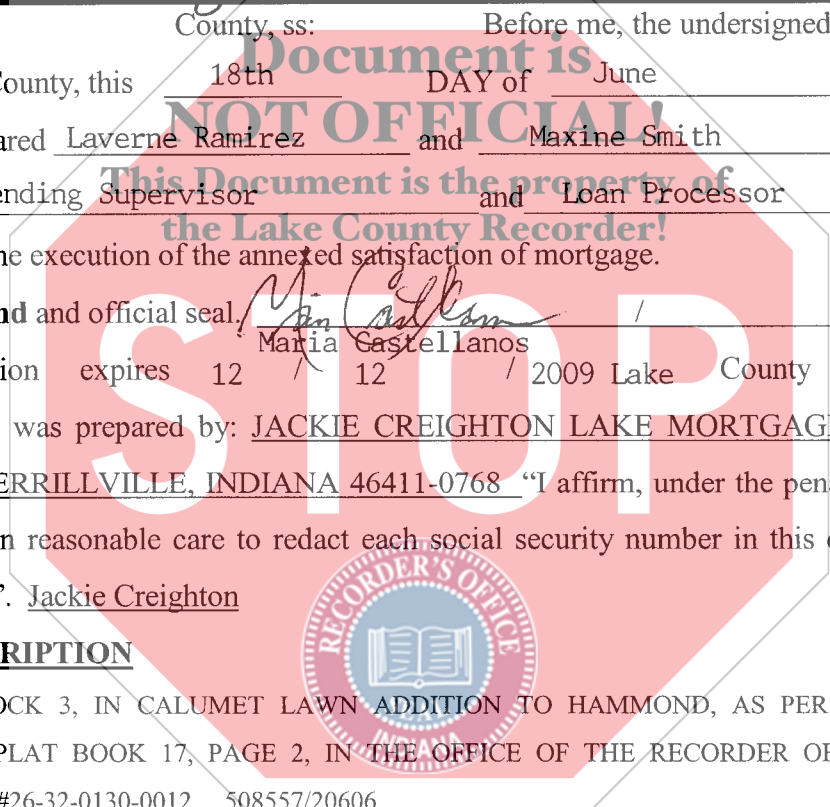 County, ss: Before me, the undersigned
County, this 18th DAY of June
ared Laverne Ramirez and Maxine Smith
ending Supervisor and Loan Processor
he execution of the annexed satisfaction of mortgage.
nd and official seal. /
Maria Castellanos
ion expires 12 / 12 / 2009 Lake County
was prepared by: JACKIE CREIGHTON LAKE MORTGAGE
ERRILLVILLE, INDIANA 46411-0768 “I affirm, under the pen
n reasonable care to redact each social security number in this
”. Jackie Creighton
RIPTION
OCK 3, IN CALUMET LAWN ADDITION TO HAMMOND, AS PER
PLAT BOOK 17, PAGE 2, IN THE OFFICE OF THE RECORDER OF
#26-32-0130-0012 508557/20606
Document is
NOT OFFICIAL!
This Document is the property of
the Lake County Recorder!
STOP
RECORDER'S OFFICE
INDIANA